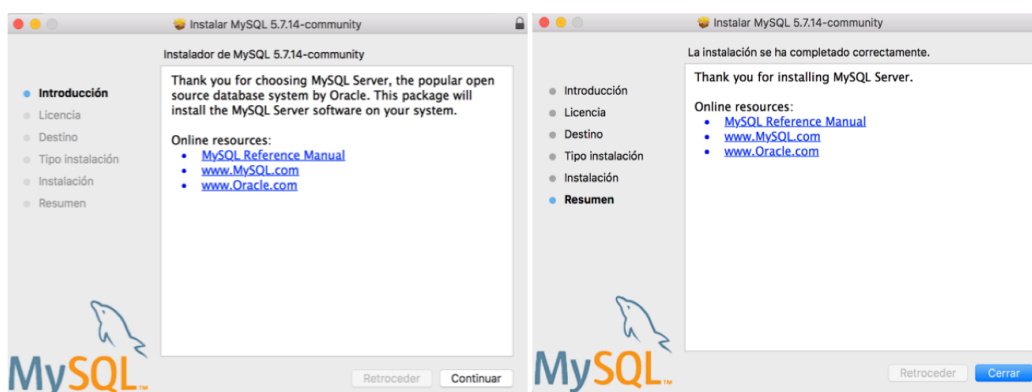 Instalar MySQL 5.7.14-community
Instalador de MySQL 5.7.14-community
Introducción
Licencia
Destino
Tipo instalación
Instalación
Resumen
Thank you for choosing MySQL Server, the popular open
source database system by Oracle. This package will
install the MySQL Server software on your system.
Online resources:
• MySQL Reference Manual
• www.MySQL.com
• www.Oracle.com
MySQL™
Retroceder
Continuar
Instalar MySQL 5.7.14-community
La instalación se ha completado correctamente.
Introducción
Licencia
Destino
Tipo instalación
Instalación
Resumen
Thank you for installing MySQL Server.
Online resources:
• MySQL Reference Manual
• www.MySQL.com
• www.Oracle.com
MySQL™
Retroceder
Cerrar